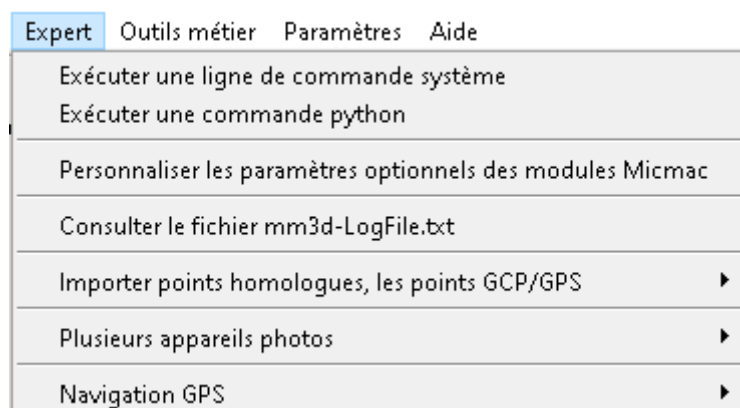 Expert Outils métier Paramètres Aide
Exécuter une ligne de commande système
Exécuter une commande python
Personnaliser les paramètres optionnels des modules Micmac
Consulter le fichier mm3d-LogFile.txt
Importer points homologues, les points GCP/GPS
Plusieurs appareils photos
Navigation GPS